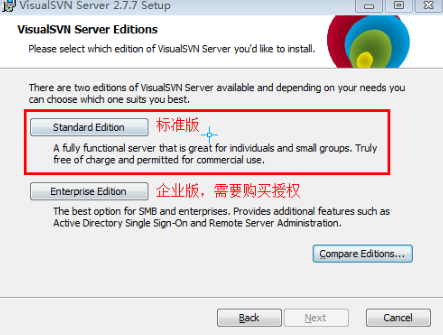 VisualSVN Server 2.7.7 Setup
VisualSVN Server Editions
Please select which edition of VisualSVN Server you'd like to install.
There are two editions of VisualSVN Server available and depending on your needs you
can choose which one suits you best.
Standard Edition
标准版
A fully functional server that is great for individuals and small groups. Truly
free of charge and permitted for commercial use.
Enterprise Edition
企业版，需要购买授权
The best option for SMB and enterprises. Provides additional features such as
Active Directory Single Sign-On and Remote Server Administration.
Compare Editions...
Back
Next
Cancel